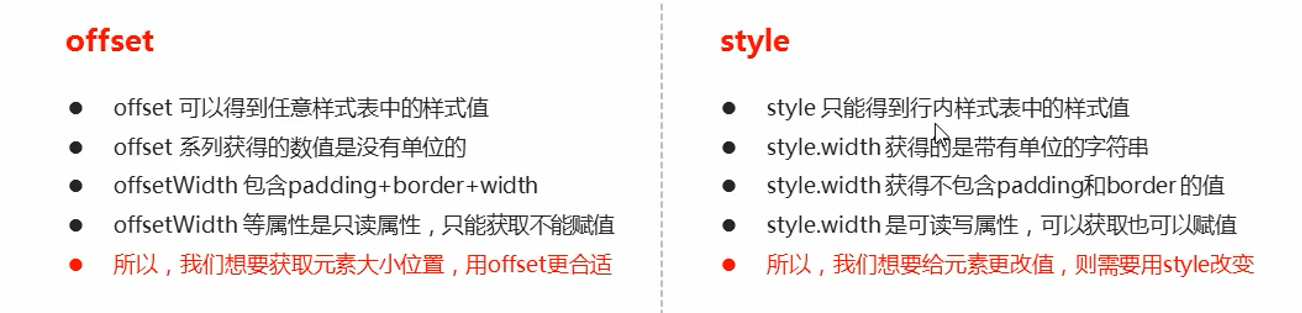 offset
offset 可以得到任意样式表中的样式值
offset 系列获得的数值是没有单位的
offsetWidth 包含padding+border+width
offsetWidth 等属性是只读属性，只能获取不能赋值
所以，我们想要获取元素大小位置，用offset更合适
style
style 只能得到行内样式表中的样式值
style.width 获得的是带有单位的字符串
style.width 获得不包含padding和border 的值
style.width 是可读写属性，可以获取也可以赋值
所以，我们想要给元素更改值，则需要用style改变